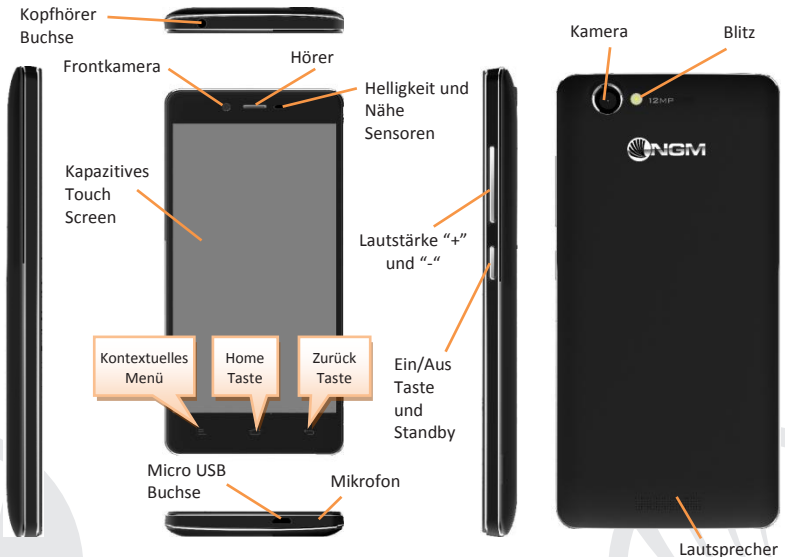 Kopfhörer
Buchse
Frontkamera
Hörer
Helligkeit und
Nähe
Sensoren
Kapazitives
Touch
Screen
Kontextuelles
Menü
Home
Taste
Zurück
Taste
Micro USB
Buchse
Mikrofon
Lautstärke “+”
und “-“
Ein/Aus
Taste
und
Standby
Kamera
Blitz
12MP
NGM
Lautsprecher